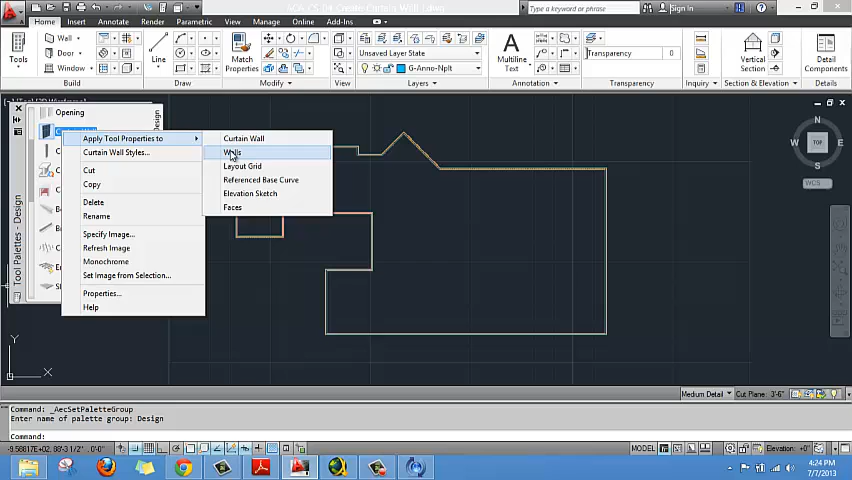 Sign In
Home Insert Annotate Render Parametric View Manage Online Add-Ins
Wall
Door
Window
Tools
Line
Match Properties
Build
Draw
Modify
View
Unsaved Layer State
G-Anno-Nplt
Layers
Multiline Text
Annotation
Transparency 0
Transparency
Vertical Section
Section & Elevation
Detail Components
Details
Opening
Design
Tool Palettes - Design
Apply Tool Properties to
Curtain Wall Styles...
Cut
Copy
Delete
Rename
Specify Image...
Refresh Image
Monochrome
Set Image from Selection...
Properties...
Help
Curtain Wall
Walls
Layout Grid
Referenced Base Curve
Elevation Sketch
Faces
N
W TOP E
S
WCS
Y
X
Medium Detail Cut Plane: 3'-6"
Command: _AecSetPaletteGroup
Enter name of palette group: Design
Command:
MODEL
Elevation: +0"
4:24 PM
7/7/2013